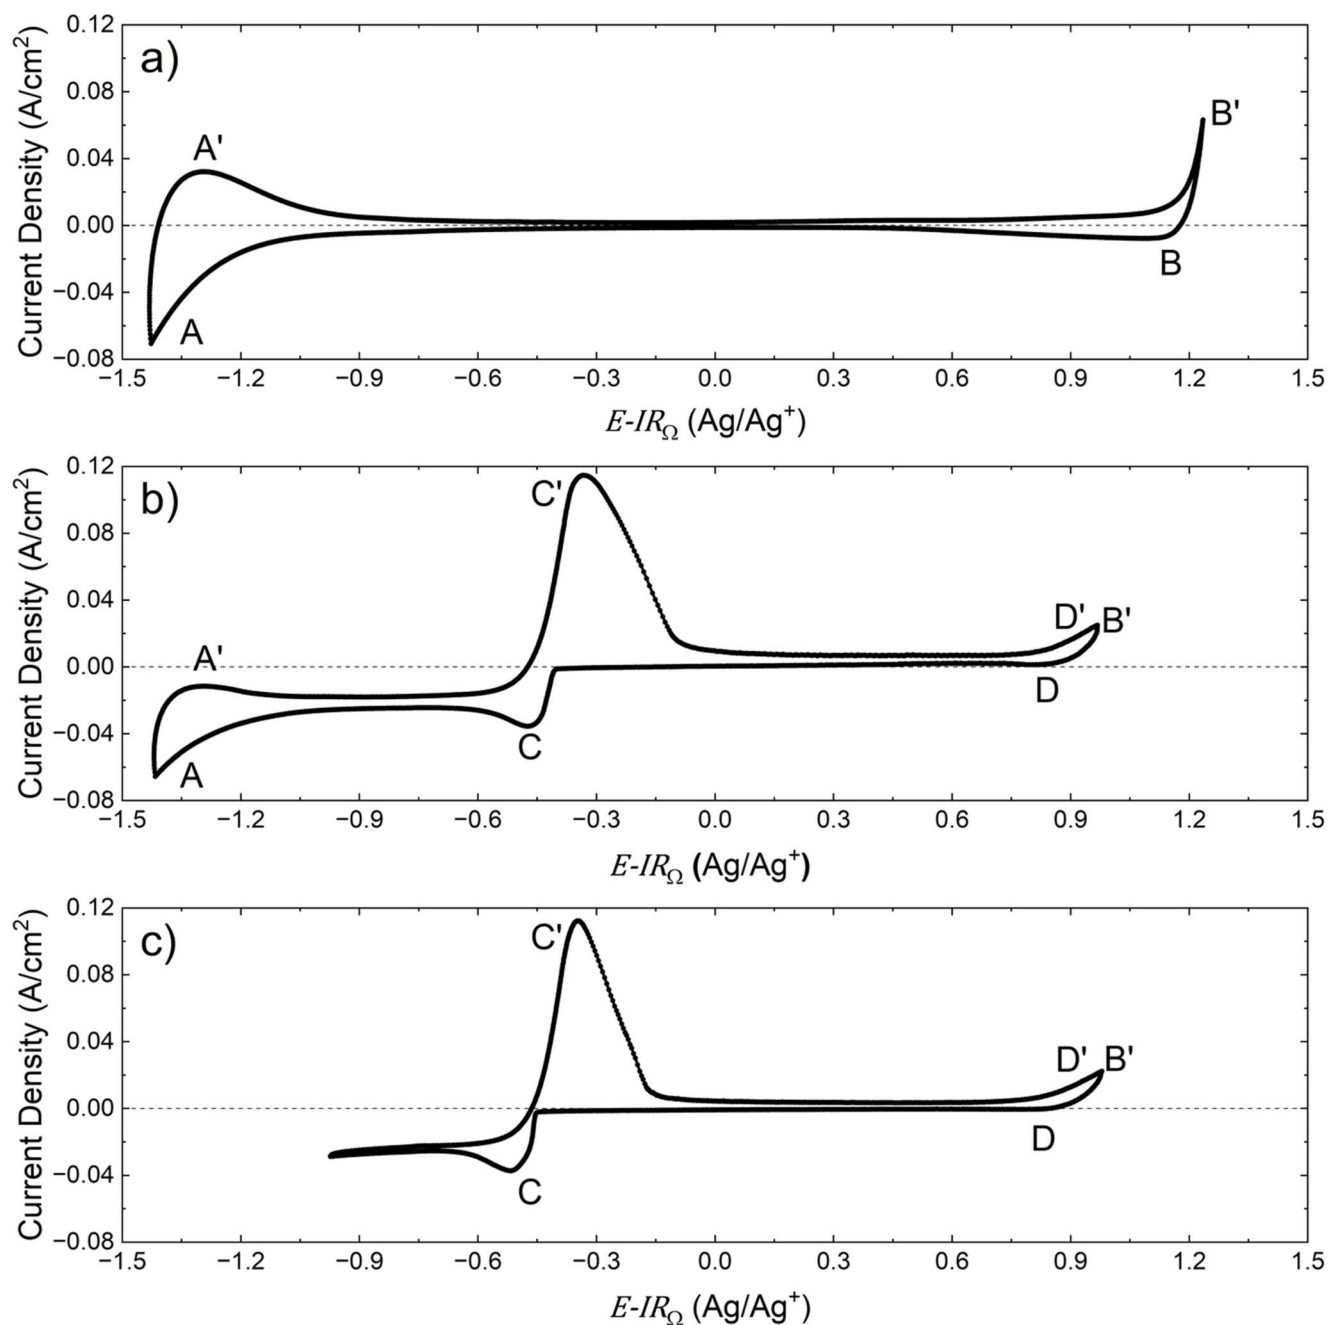 a)
Current Density (A/cm²)
0.12
0.08
0.04
0.00
−0.04
−0.08
A'
A
B'
B
−1.5 −1.2 −0.9 −0.6 −0.3 0.0 0.3 0.6 0.9 1.2 1.5
E-IR_Ω (Ag/Ag⁺)
b)
Current Density (A/cm²)
0.12
0.08
0.04
0.00
−0.04
−0.08
A'
A
C'
C
D' B'
D
−1.5 −1.2 −0.9 −0.6 −0.3 0.0 0.3 0.6 0.9 1.2 1.5
E-IR_Ω (Ag/Ag⁺)
c)
Current Density (A/cm²)
0.12
0.08
0.04
0.00
−0.04
−0.08
C'
C
D' B'
D
−1.5 −1.2 −0.9 −0.6 −0.3 0.0 0.3 0.6 0.9 1.2 1.5
E-IR_Ω (Ag/Ag⁺)